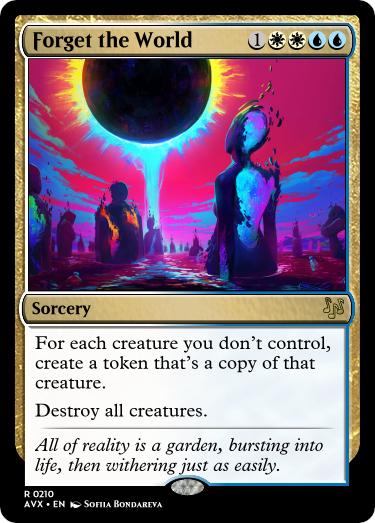 Forget the World 1
Sorcery
For each creature you don't control,
create a token that's a copy of that
creature.
Destroy all creatures.
All of reality is a garden, bursting into
life, then withering just as easily.
R 0210
AVX • EN Sofiia Bondareva